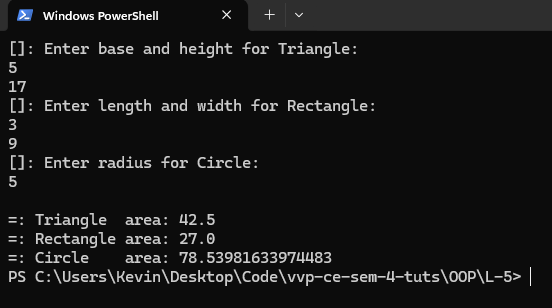 Windows PowerShell
[]: Enter base and height for Triangle:
5
17
[]: Enter length and width for Rectangle:
3
9
[]: Enter radius for Circle:
5
=: Triangle  area: 42.5
=: Rectangle area: 27.0
=: Circle    area: 78.53981633974483
PS C:\Users\Kevin\Desktop\Code\vvp-ce-sem-4-tuts\OOP\L-5>